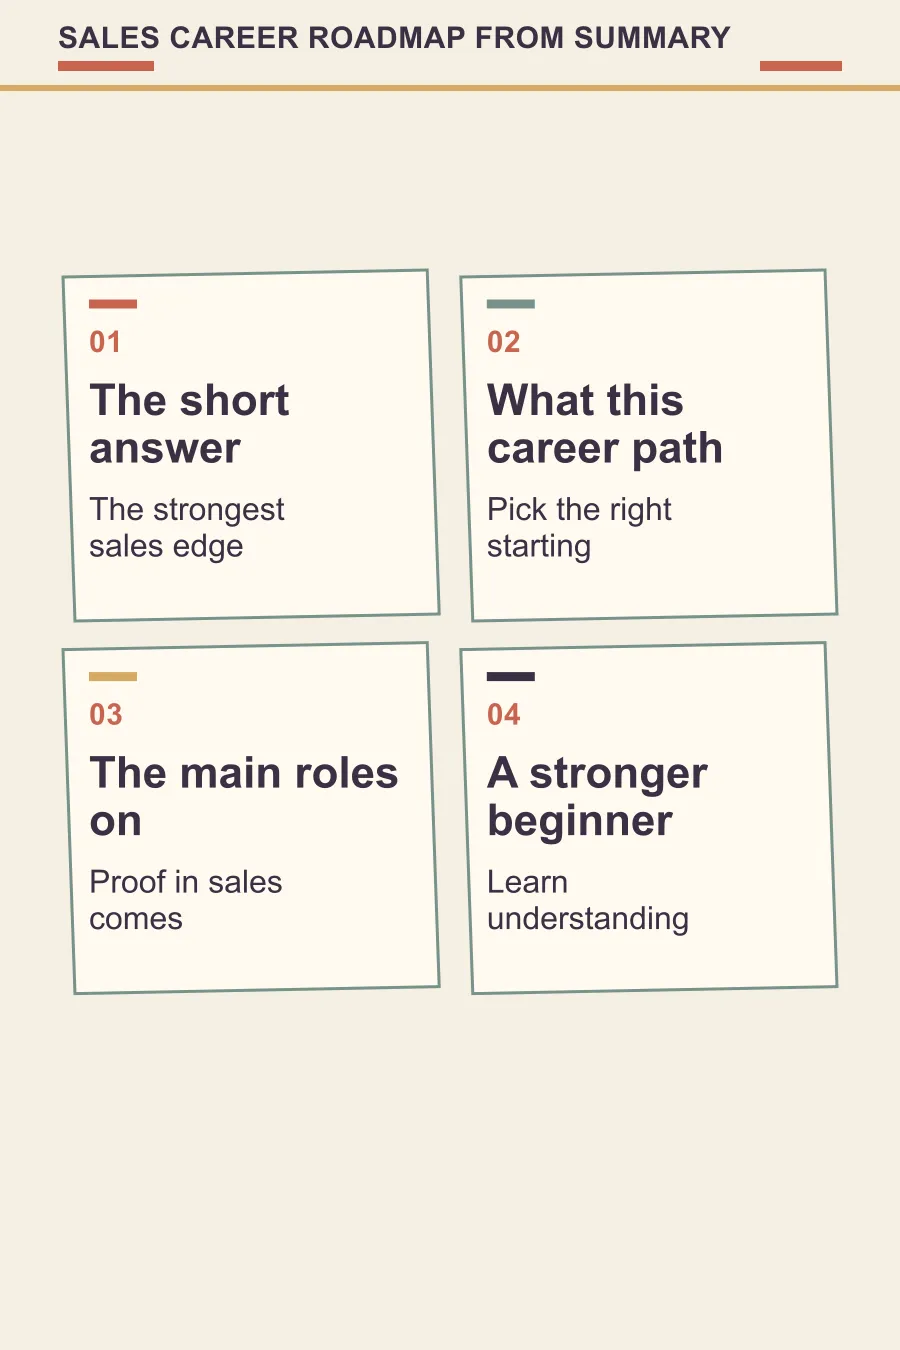 SALES CAREER ROADMAP FROM SUMMARY
01
The short
answer
The strongest
sales edge
02
What this
career path
Pick the right
starting
03
The main roles
on
Proof in sales
comes
04
A stronger
beginner
Learn
understanding